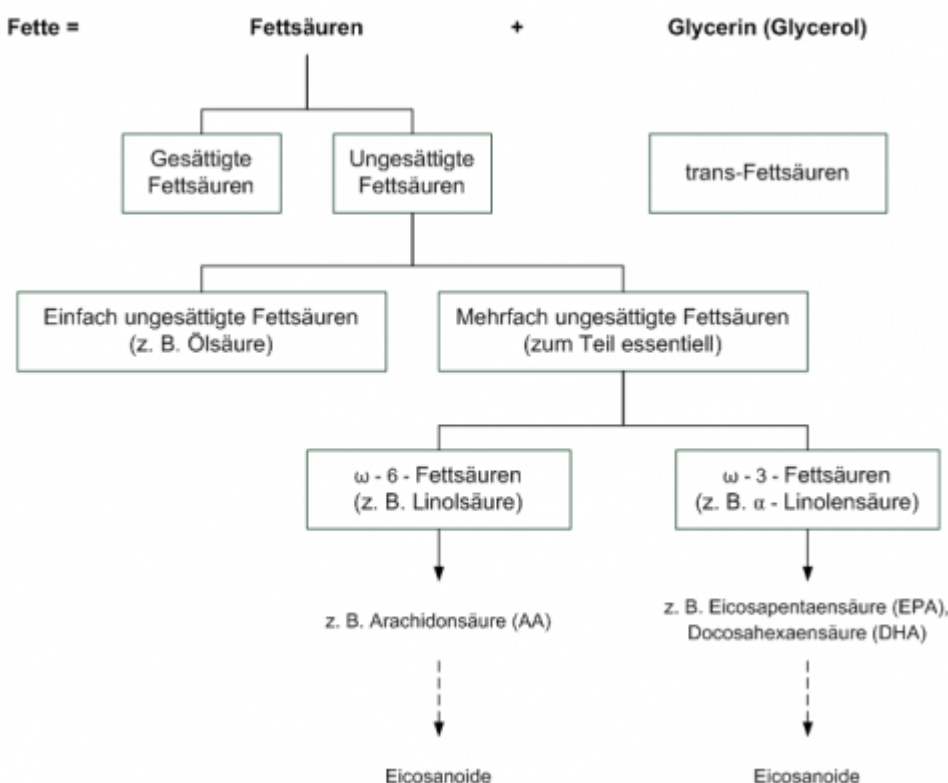 Fette = Fettsäuren + Glycerin (Glycerol)
Gesättigte
Fettsäuren
Ungesättigte
Fettsäuren
trans-Fettsäuren
Einfach ungesättigte Fettsäuren
(z. B. Ölsäure)
Mehrfach ungesättigte Fettsäuren
(zum Teil essentiell)
ω - 6 - Fettsäuren
(z. B. Linolsäure)
ω - 3 - Fettsäuren
(z. B. α - Linolensäure)
z. B. Arachidonsäure (AA)
z. B. Eicosapentaensäure (EPA),
Docosahexaensäure (DHA)
Eicosanoide
Eicosanoide